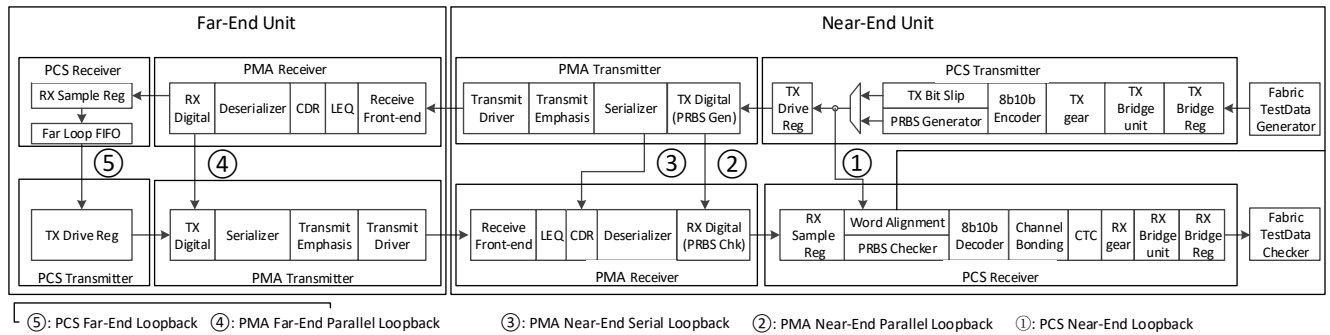 Far-End Unit
Near-End Unit
PCS Receiver
RX Sample Reg
Far Loop FIFO
PMA Receiver
RX Digital
Deserializer
CDR
LEQ
Receive Front-end
PMA Transmitter
Transmit Driver
Transmit Emphasis
Serializer
TX Digital (PRBS Gen)
PCS Transmitter
TX Drive Reg
TX Bit Slip
PRBS Generator
8b10b Encoder
TX gear
TX Bridge unit
TX Bridge Reg
Fabric TestData Generator
⑤
④
③
②
①
TX Drive Reg
PCS Transmitter
TX Digital
Serializer
Transmit Emphasis
Transmit Driver
PMA Transmitter
Receive Front-end
LEQ
CDR
Deserializer
RX Digital (PRBS Chk)
PMA Receiver
RX Sample Reg
Word Alignment
PRBS Checker
8b10b Decoder
Channel Bonding
CTC
RX gear
RX Bridge unit
RX Bridge Reg
PCS Receiver
Fabric TestData Checker
⑤: PCS Far-End Loopback ④: PMA Far-End Parallel Loopback ③: PMA Near-End Serial Loopback ②: PMA Near-End Parallel Loopback ①: PCS Near-End Loopback